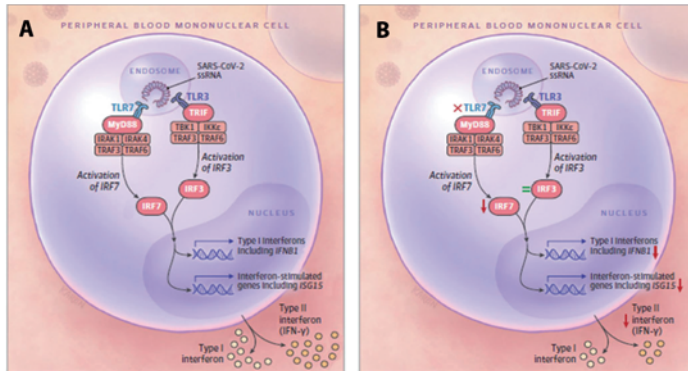 A
PERIPHERAL BLOOD MONONUCLEAR CELL
ENDOSOME
SARS-CoV-2
ssRNA
TLR7
TLR3
MyD88
TRIF
IRAK1 IRAK4
TRAF3 TRAF6
TBK1 IKKε
TRAF3 TRAF6
Activation
of IRF7
Activation
of IRF3
IRF7
IRF3
NUCLEUS
Type I Interferons
Including IFNB1
Interferon-stimulated
genes including ISG15
Type I
interferon
Type II
interferon
(IFN-γ)
B
PERIPHERAL BLOOD MONONUCLEAR CELL
ENDOSOME
SARS-CoV-2
ssRNA
TLR7
TLR3
MyD88
TRIF
IRAK1 IRAK4
TRAF3 TRAF6
TBK1 IKKε
TRAF3 TRAF6
Activation
of IRF7
Activation
of IRF3
IRF7
= IRF3
NUCLEUS
Type I Interferons
Including IFNB1
Interferon-stimulated
genes including ISG15
Type I
interferon
Type II
interferon
(IFN-γ)